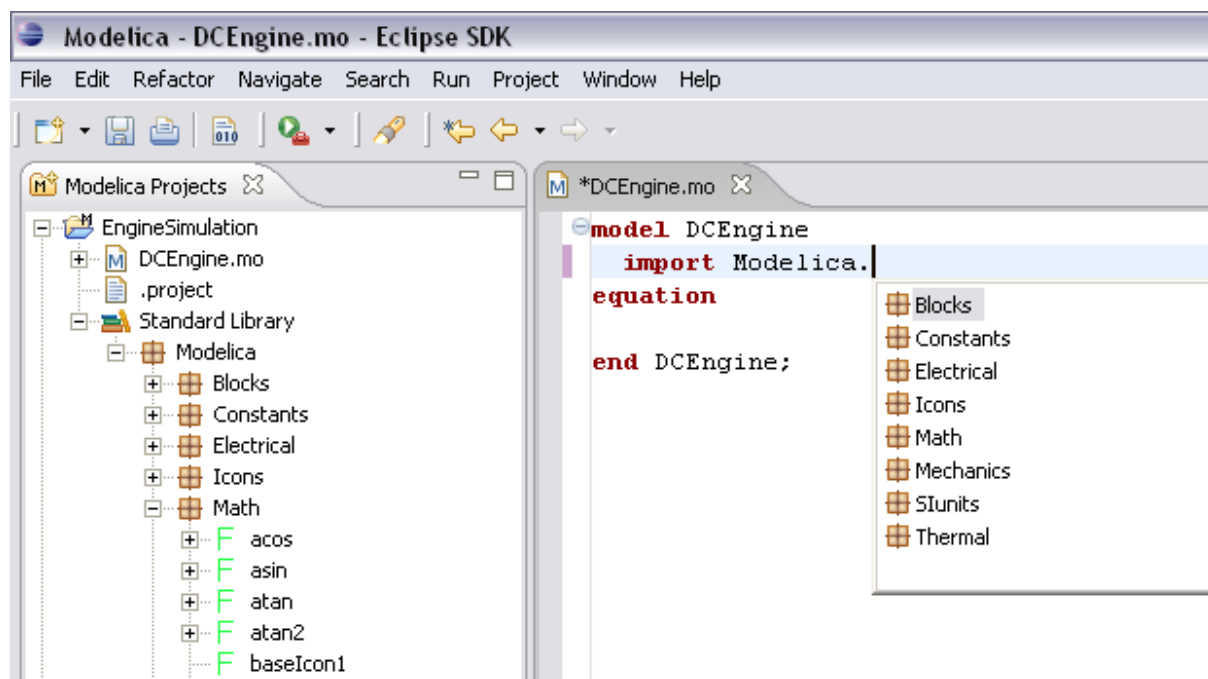 Modelica - DCEngine.mo - Eclipse SDK
File Edit Refactor Navigate Search Run Project Window Help
010
Modelica Projects
EngineSimulation
DCEngine.mo
.project
Standard Library
Modelica
Blocks
Constants
Electrical
Icons
Math
acos
asin
atan
atan2
baseIcon1
*DCEngine.mo
model DCEngine
import Modelica.
equation
end DCEngine;
Blocks
Constants
Electrical
Icons
Math
Mechanics
SIunits
Thermal